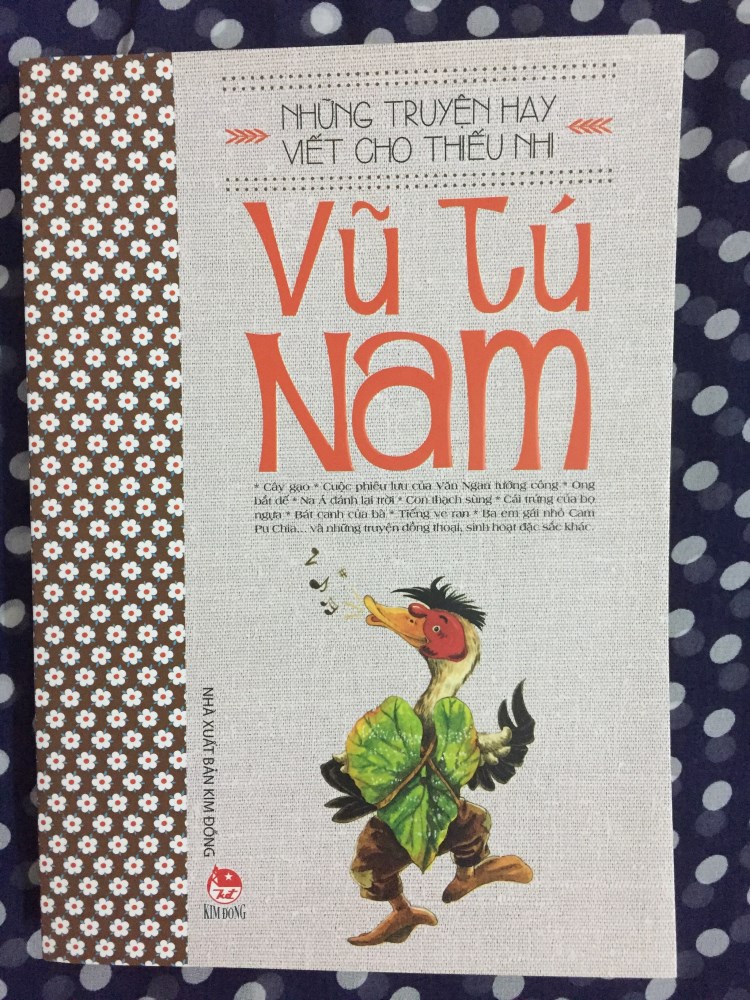 NHỮNG TRUYỆN HAY
VIẾT CHO THIẾU NHI
Vũ Tú
Nam
* Cây gạo * Cuộc phiêu lưu của Văn Ngan tướng công * Ong
bắt dế * Na Á đánh lại trời * Con thạch sùng * Cái trứng của bọ
ngựa * Bát canh của bà * Tiếng ve ran * Ba em gái nhỏ Cam
Pu Chia... và những truyện đồng thoại, sinh hoạt đặc sắc khác.
NHÀ XUẤT BẢN KIM ĐỒNG
KIM ĐỒNG